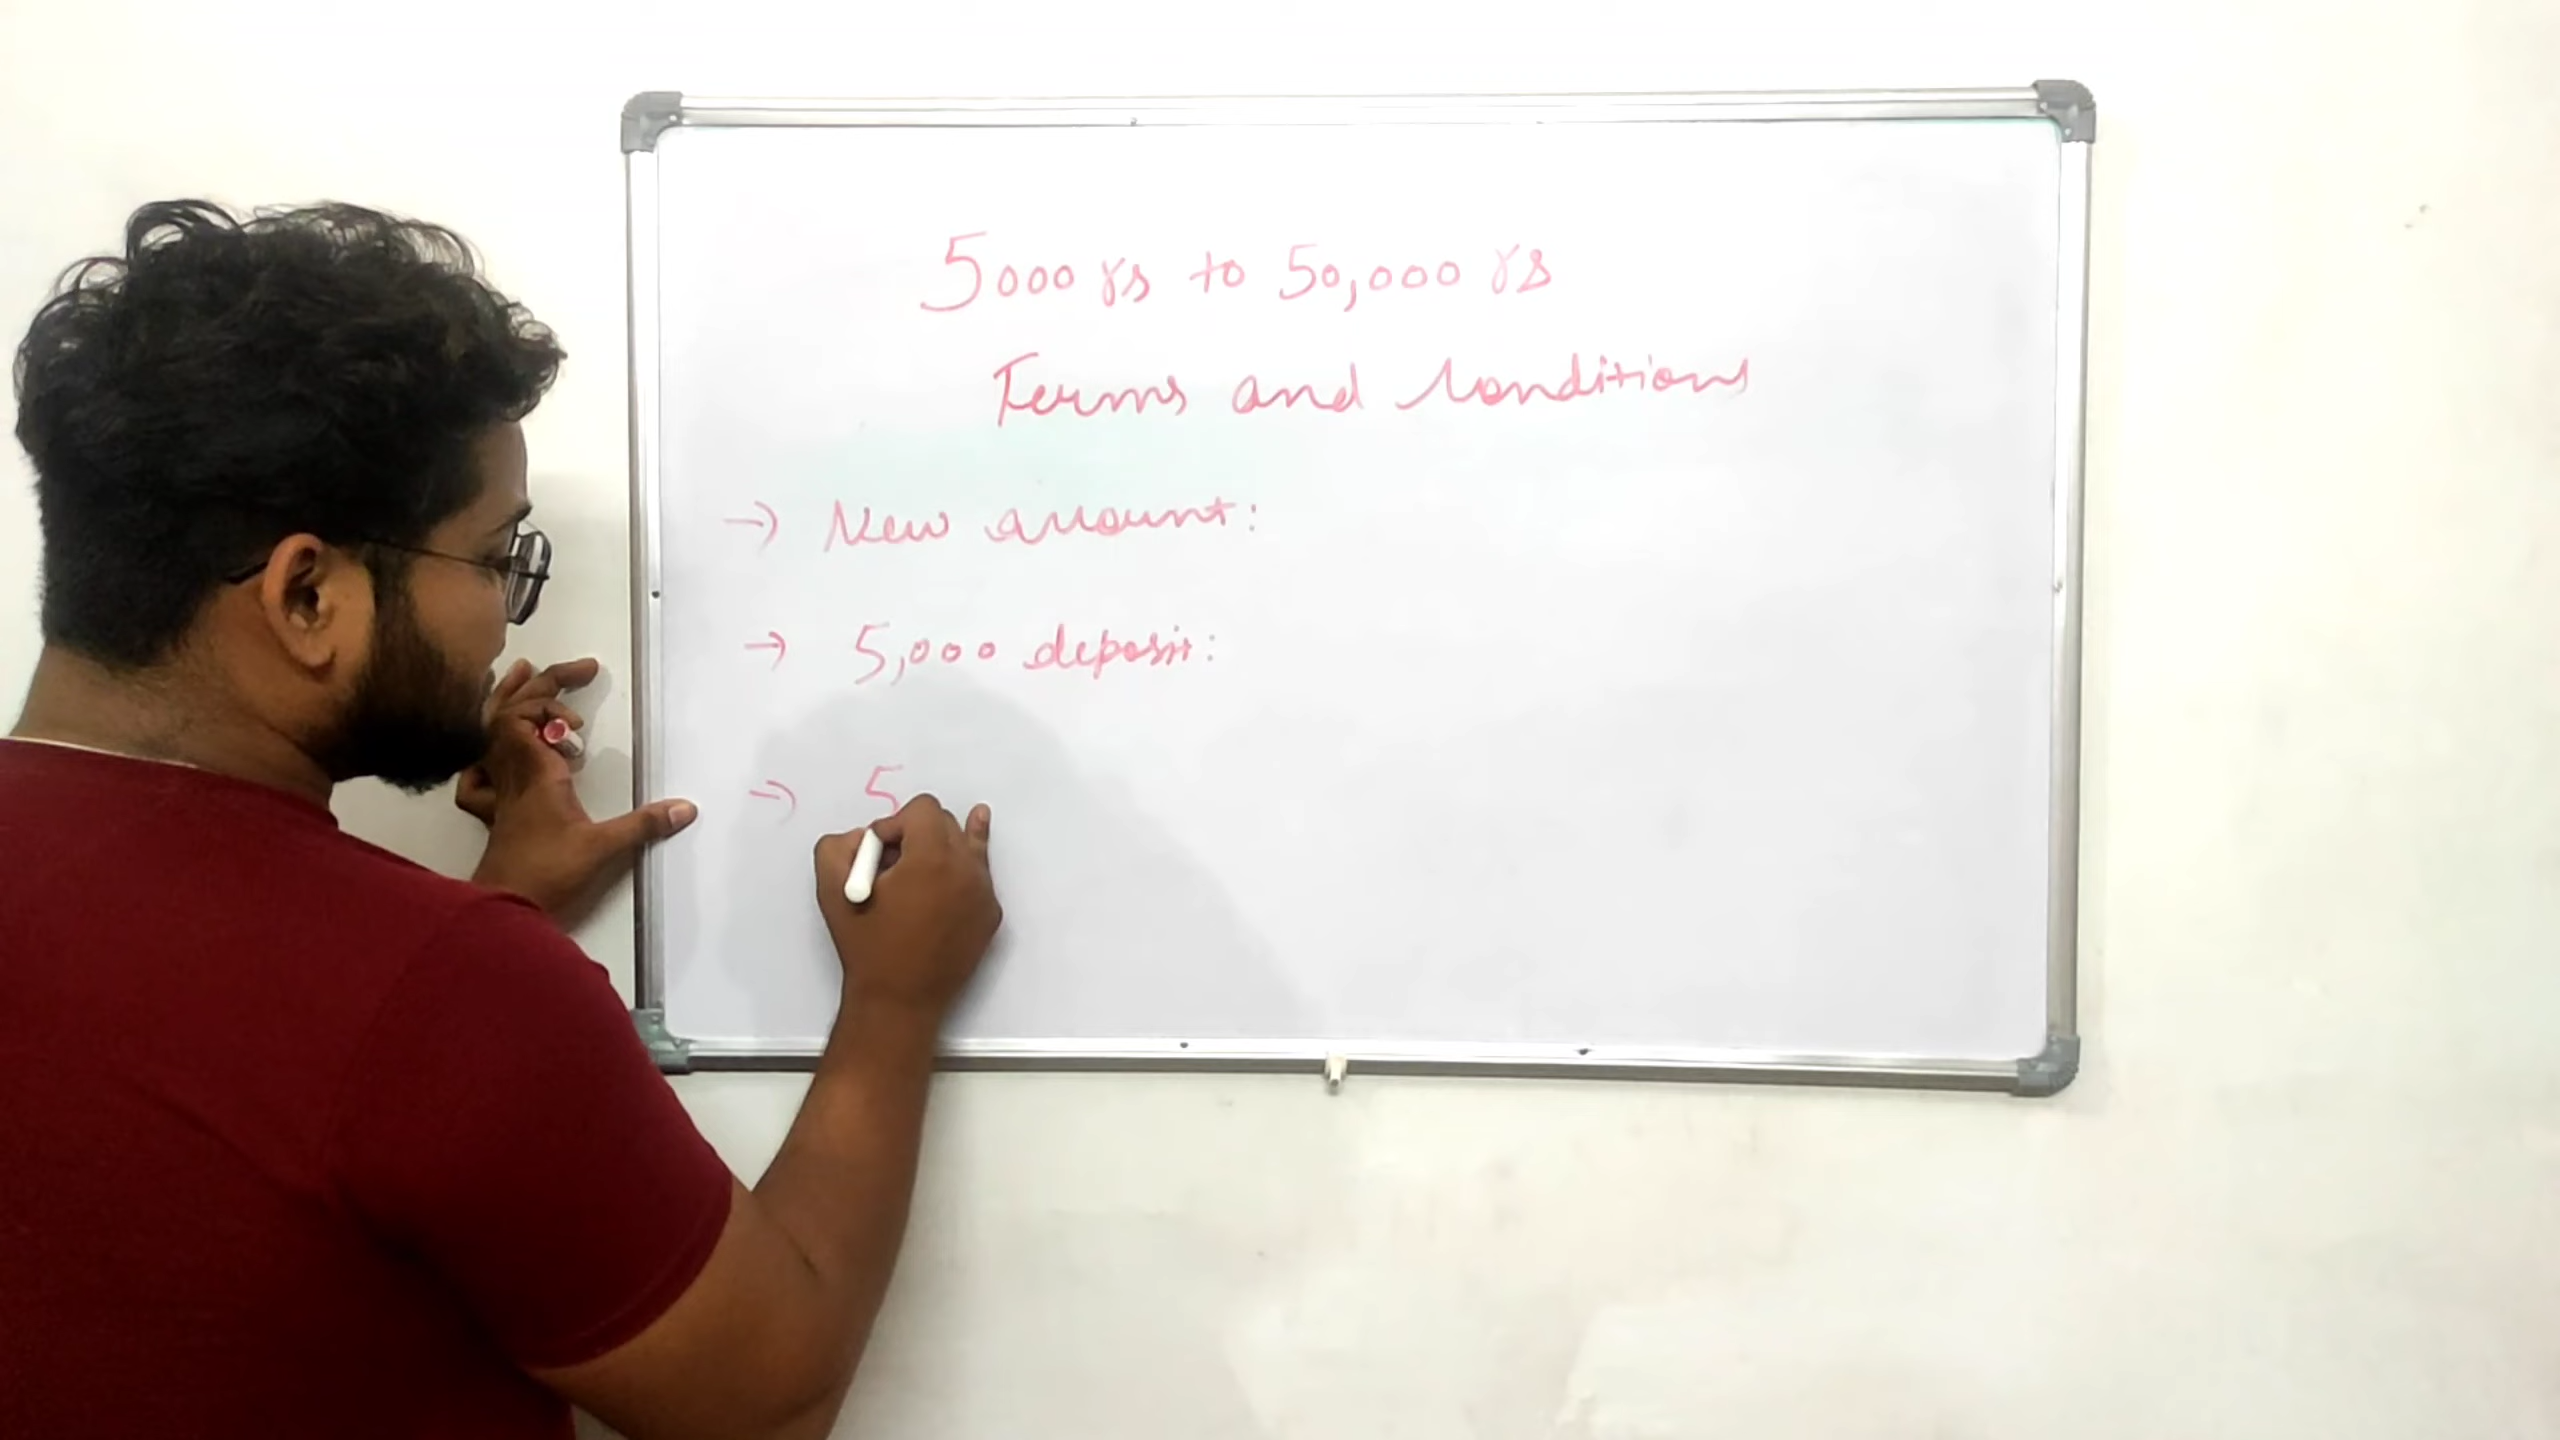 5000 rs to 50,000 rs
Terms and Conditions
→ New amount:
→ 5,000 deposit:
→ 5